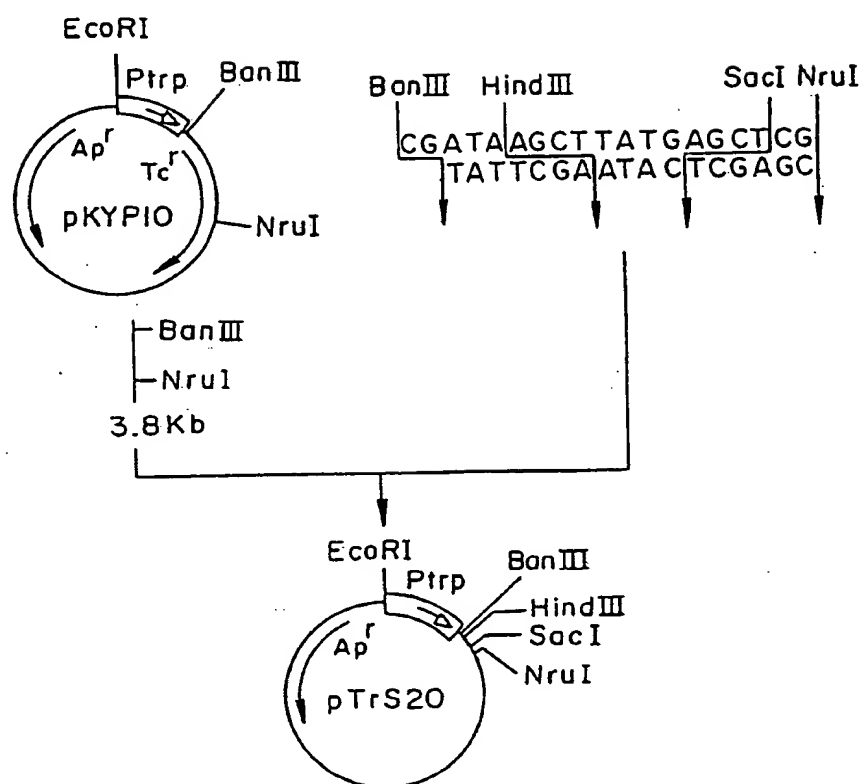 EcoRI
Ptrp
BanIII
Apr
Tcr
pKYP10
NruI
BanIII HindIII SacI NruI
CGATAAGCTTATGAGCTCG
TATTCGAATACTCGAGC
BanIII
NruI
3.8Kb
EcoRI
Ptrp
BanIII
HindIII
SacI
NruI
Apr
pTrS20